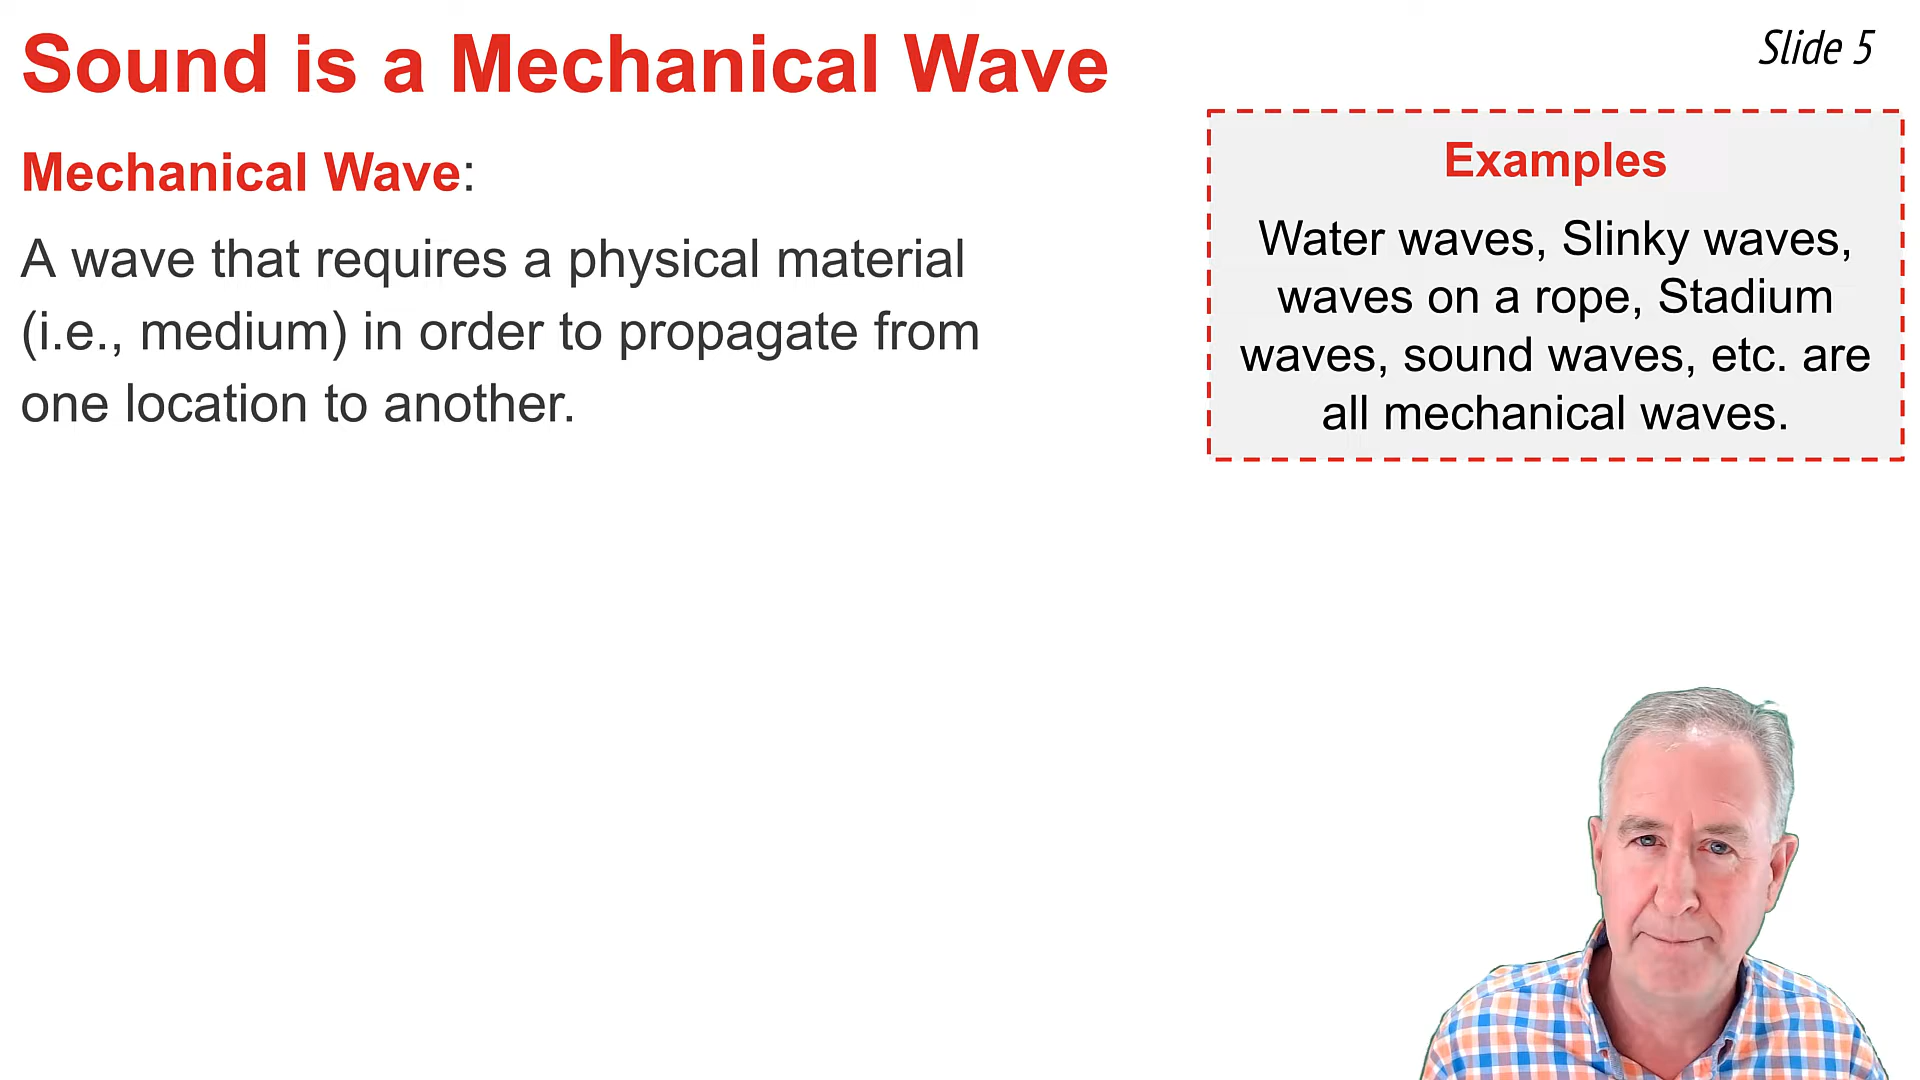 Sound is a Mechanical Wave
Slide 5
Mechanical Wave:
A wave that requires a physical material
(i.e., medium) in order to propagate from
one location to another.
Examples
Water waves, Slinky waves,
waves on a rope, Stadium
waves, sound waves, etc. are
all mechanical waves.